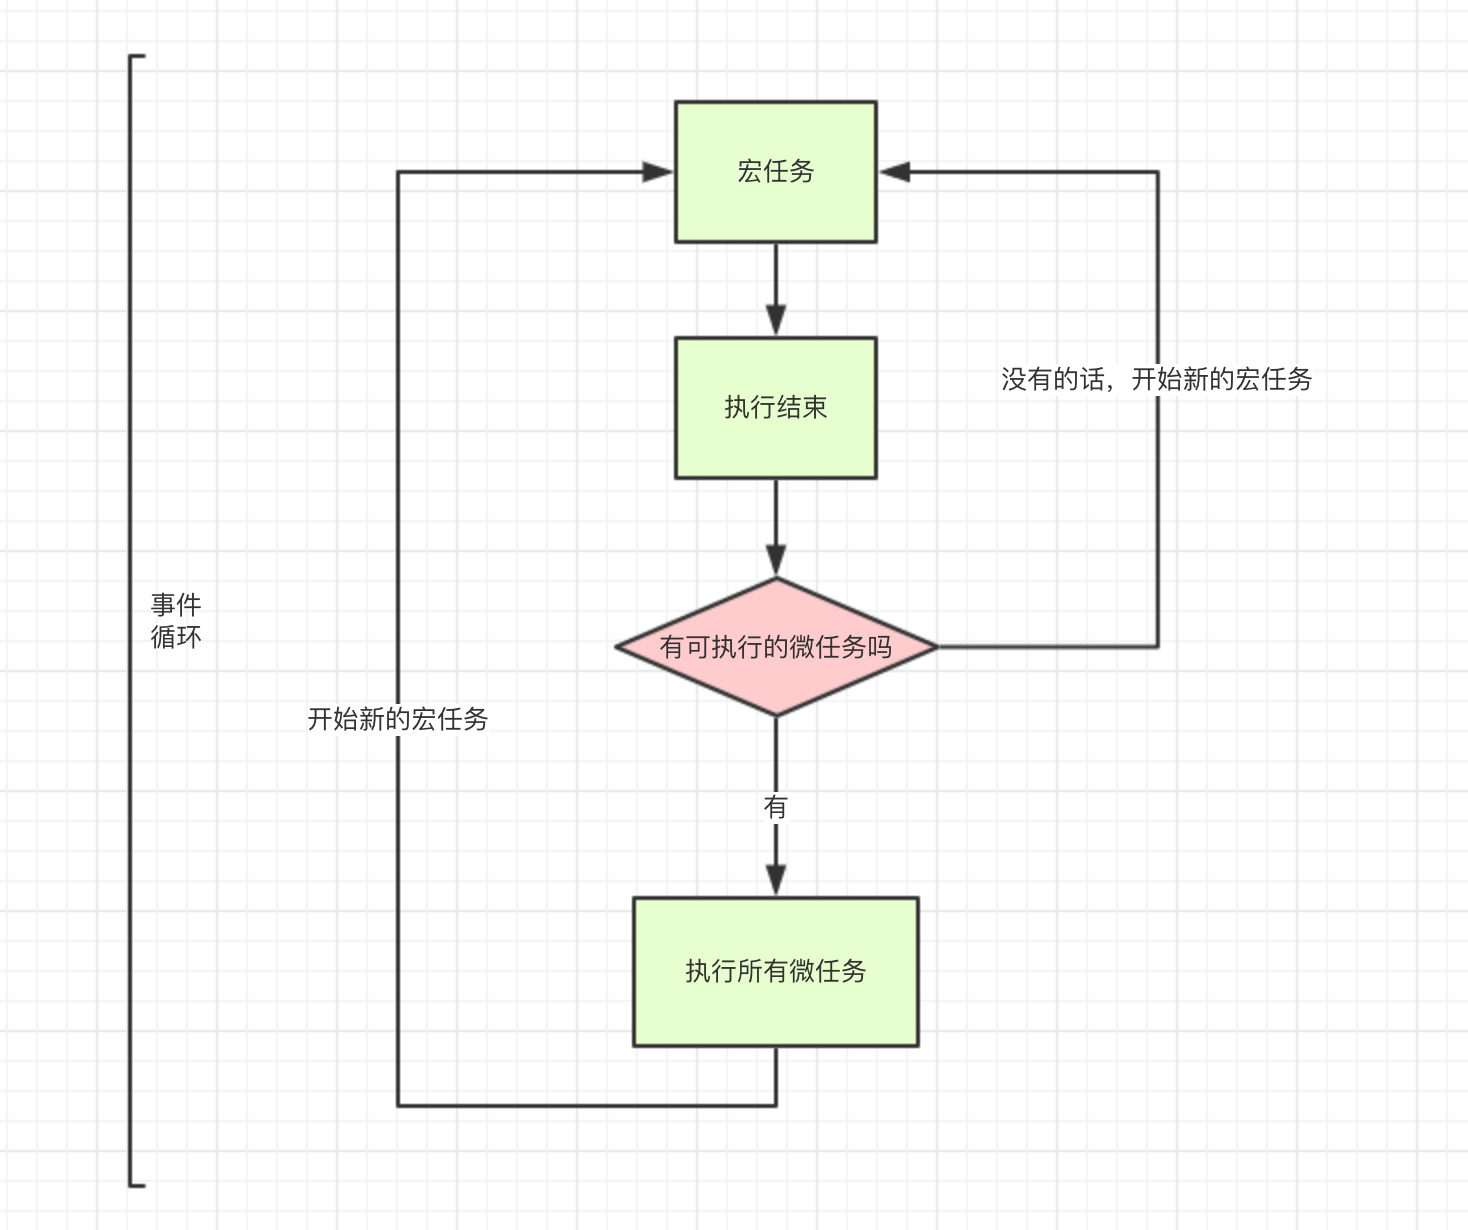 宏任务
执行结束
没有的话，开始新的宏任务
事件
循环
有可执行的微任务吗
开始新的宏任务
有
执行所有微任务